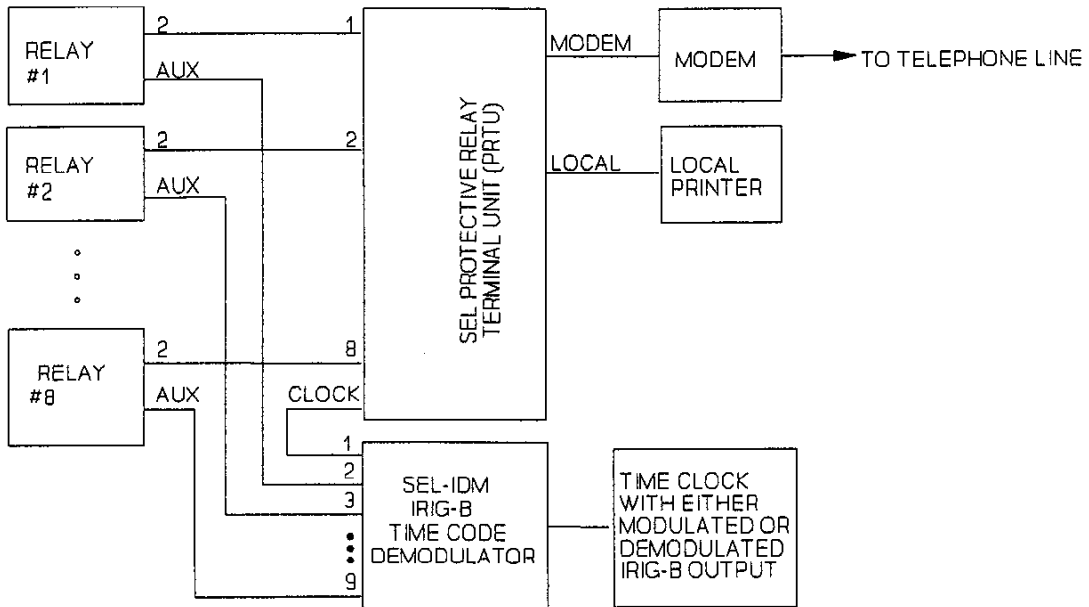 RELAY
#1
2
AUX
1
RELAY
#2
2
AUX
2
RELAY
#8
2
AUX
8
CLOCK
SEL PROTECTIVE RELAY
TERMINAL UNIT (PRTU)
MODEM
MODEM
TO TELEPHONE LINE
LOCAL
LOCAL
PRINTER
1
2
3
9
SEL-IDM
IRIG-B
TIME CODE
DEMODULATOR
TIME CLOCK
WITH EITHER
MODULATED OR
DEMODULATED
IRIG-B OUTPUT